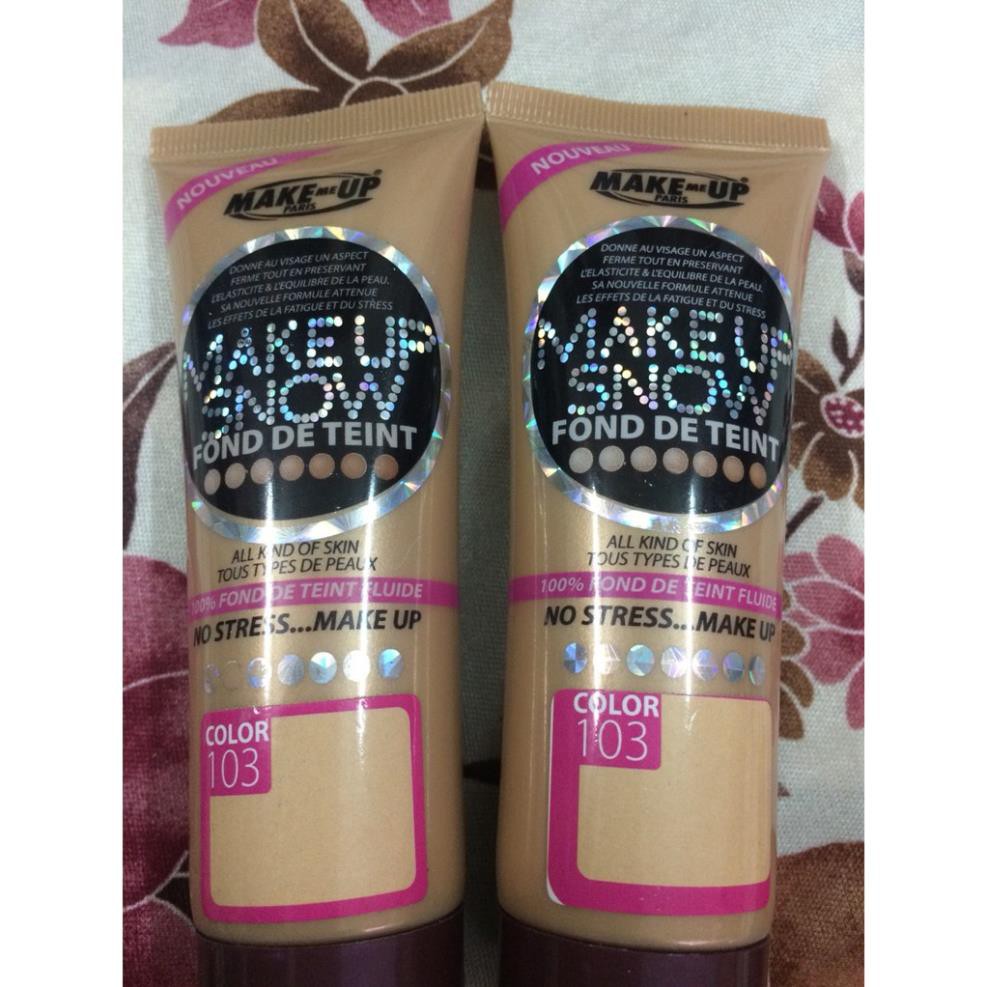 NOUVEAU
MAKE ME UP
PARIS
DONNE AU VISAGE UN ASPECT
FERME TOUT EN PRESERVANT
L'ELASTICITE & L'EQUILIBRE DE LA PEAU.
SA NOUVELLE FORMULE ATTENUE
LES EFFETS DE LA FATIGUE ET DU STRESS
MAKE UP
SNOW
FOND DE TEINT
ALL KIND OF SKIN
TOUS TYPES DE PEAUX
100% FOND DE TEINT FLUIDE
NO STRESS...MAKE UP
COLOR
103
NOUVEAU
MAKE ME UP
PARIS
DONNE AU VISAGE UN ASPECT
FERME TOUT EN PRESERVANT
L'ELASTICITE & L'EQUILIBRE DE LA PEAU.
SA NOUVELLE FORMULE ATTENUE
LES EFFETS DE LA FATIGUE ET DU STRESS
MAKE UP
SNOW
FOND DE TEINT
ALL KIND OF SKIN
TOUS TYPES DE PEAUX
100% FOND DE TEINT FLUIDE
NO STRESS...MAKE UP
COLOR
103